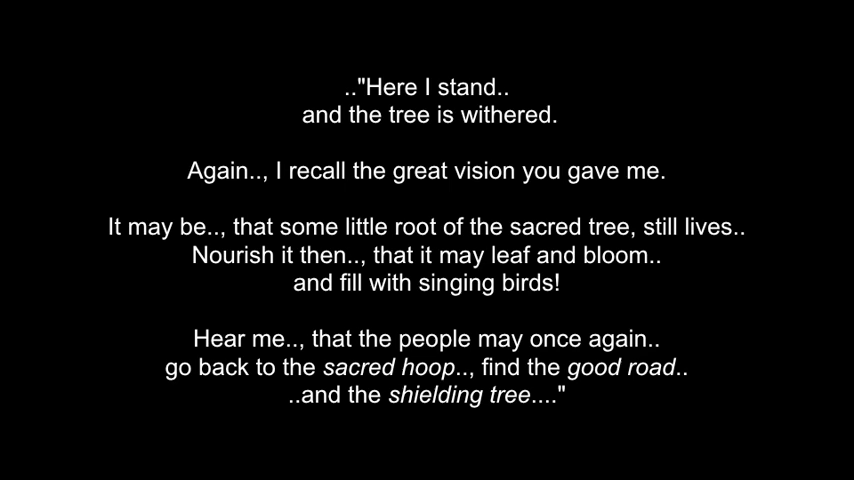 .."Here I stand..
and the tree is withered.
Again.., I recall the great vision you gave me.
It may be.., that some little root of the sacred tree, still lives..
Nourish it then.., that it may leaf and bloom..
and fill with singing birds!
Hear me.., that the people may once again..
go back to the sacred hoop.., find the good road..
..and the shielding tree...."